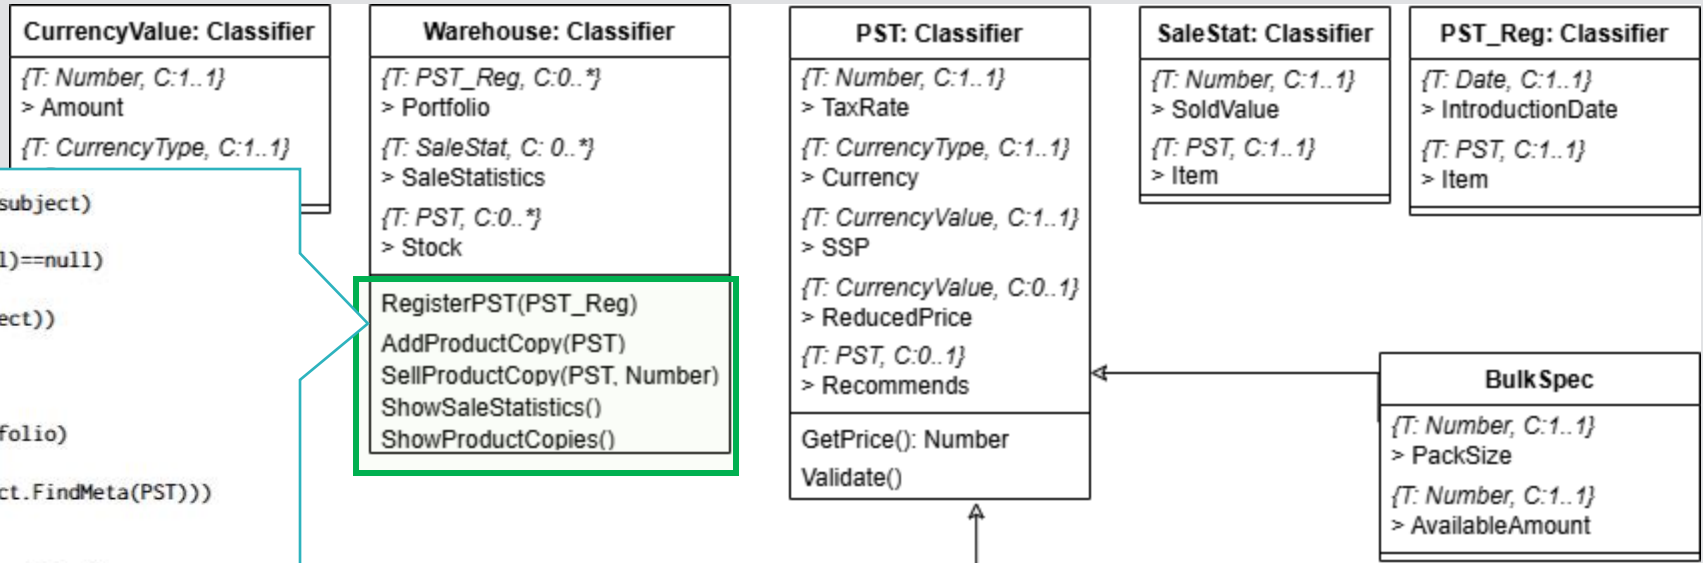 CurrencyValue: Classifier
{T: Number, C:1..1}
> Amount
{T: CurrencyType, C:1..1}
subject)
l)==null)
ect))
folio)
ct.FindMeta(PST)))
Warehouse: Classifier
{T: PST_Reg, C:0..*}
> Portfolio
{T: SaleStat, C: 0..*}
> SaleStatistics
{T: PST, C:0..*}
> Stock
RegisterPST(PST_Reg)
AddProductCopy(PST)
SellProductCopy(PST, Number)
ShowSaleStatistics()
ShowProductCopies()
PST: Classifier
{T: Number, C:1..1}
> TaxRate
{T: CurrencyType, C:1..1}
> Currency
{T: CurrencyValue, C:1..1}
> SSP
{T: CurrencyValue, C:0..1}
> ReducedPrice
{T: PST, C:0..1}
> Recommends
GetPrice(): Number
Validate()
SaleStat: Classifier
{T: Number, C:1..1}
> SoldValue
{T: PST, C:1..1}
> Item
PST_Reg: Classifier
{T: Date, C:1..1}
> IntroductionDate
{T: PST, C:1..1}
> Item
BulkSpec
{T: Number, C:1..1}
> PackSize
{T: Number, C:1..1}
> AvailableAmount